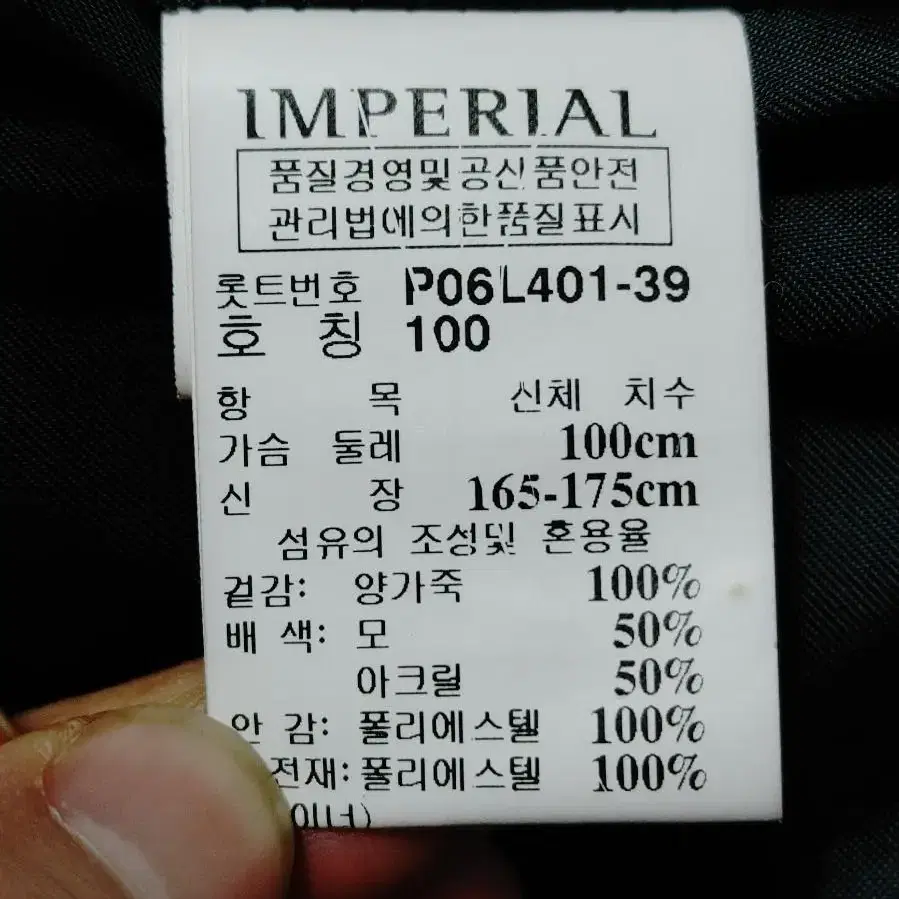 IMPERIAL
품질경영및공산품안전
관리법에의한품질표시
롯트번호 P06L401-39
호 칭 100
항 목 신체 치수
가슴 둘레 100cm
신 장 165-175cm
섬유의 조성및 혼용율
겉감: 양가죽 100%
배 색: 모 50%
아크릴 50%
안 감: 폴리에스텔 100%
전재: 폴리에스텔 100%